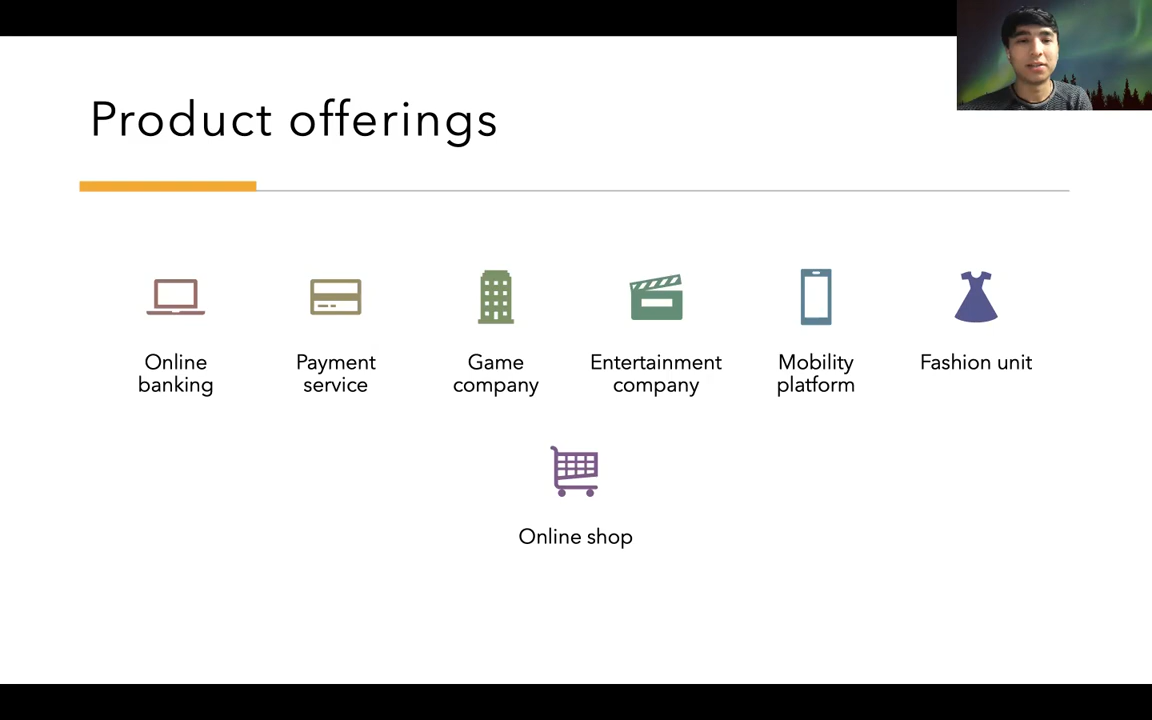 Product offerings
Online
banking
Payment
service
Game
company
Entertainment
company
Mobility
platform
Fashion unit
Online shop